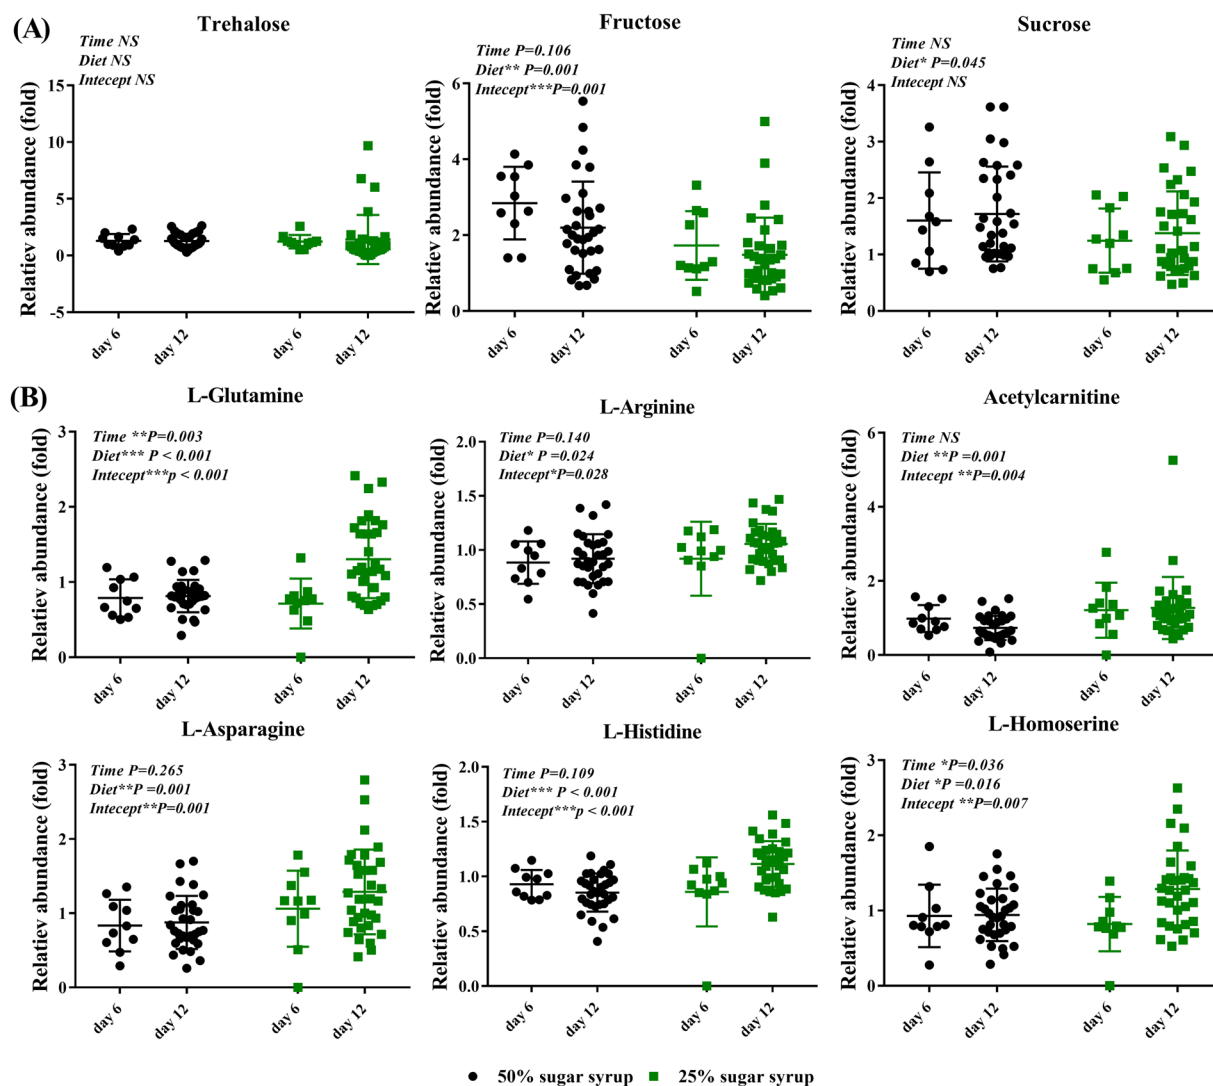 (A)
Trehalose
Time NS
Diet NS
Intecept NS
Relatiev abundance (fold)
15
10
5
0
-5
day 6
day 12
day 6
day 12
Fructose
Time P=0.106
Diet** P=0.001
Intecept***P=0.001
Relatiev abundance (fold)
6
4
2
0
day 6
day 12
day 6
day 12
Sucrose
Time NS
Diet* P=0.045
Intecept NS
Relatiev abundance (fold)
4
3
2
1
0
day 6
day 12
day 6
day 12
(B)
L-Glutamine
Time **P=0.003
Diet*** P < 0.001
Intecept***p < 0.001
Relatiev abundance (fold)
3
2
1
0
day 6
day 12
day 6
day 12
L-Arginine
Time P=0.140
Diet* P =0.024
Intecept*P=0.028
Relatiev abundance (fold)
2.0
1.5
1.0
0.5
0.0
day 6
day 12
day 6
day 12
Acetylcarnitine
Time NS
Diet **P =0.001
Intecept **P=0.004
Relatiev abundance (fold)
6
4
2
0
day 6
day 12
day 6
day 12
L-Asparagine
Time P=0.265
Diet**P =0.001
Intecept**P=0.001
Relatiev abundance (fold)
3
2
1
0
day 6
day 12
day 6
day 12
L-Histidine
Time P=0.109
Diet*** P < 0.001
Intecept***p < 0.001
Relatiev abundance (fold)
2.0
1.5
1.0
0.5
0.0
day 6
day 12
day 6
day 12
L-Homoserine
Time *P=0.036
Diet *P =0.016
Intecept **P=0.007
Relatiev abundance (fold)
3
2
1
0
day 6
day 12
day 6
day 12
50% sugar syrup
25% sugar syrup